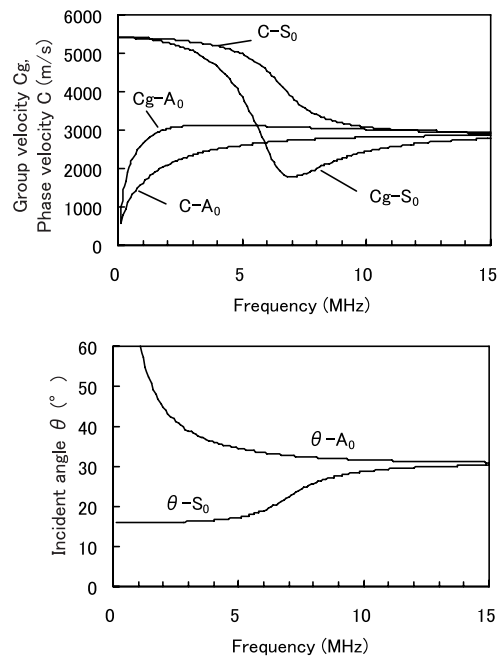 Group velocity Cg,
Phase velocity C (m/s)
6000
5000
4000
3000
2000
1000
0
C-S0
Cg-A0
C-A0
Cg-S0
0 5 10 15
Frequency (MHz)
Incident angle θ (°)
60
50
40
30
20
10
0
θ-A0
θ-S0
0 5 10 15
Frequency (MHz)